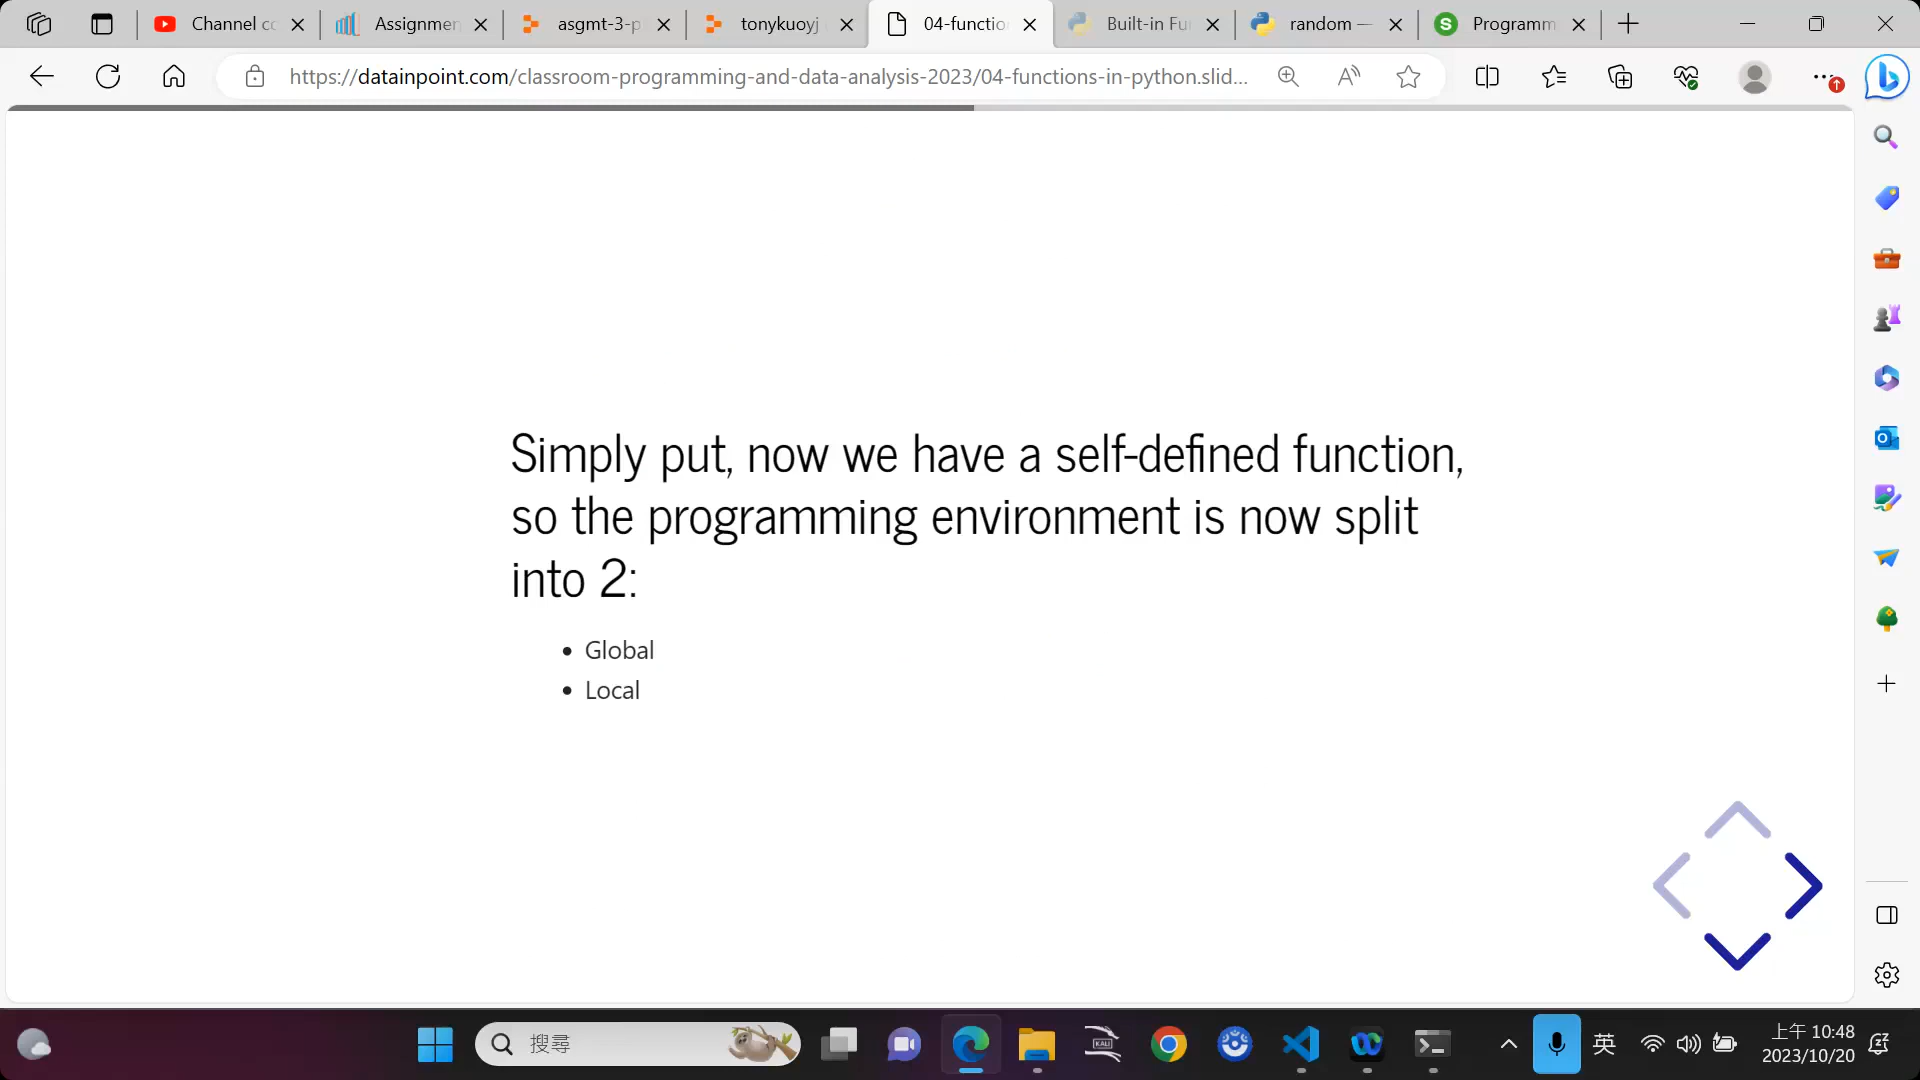 Channel co
Assignmen
asgmt-3-p
tonykuoyj
04-functio
Built-in Fu
random —
Programm
https://datainpoint.com/classroom-programming-and-data-analysis-2023/04-functions-in-python.slid...
Simply put, now we have a self-defined function,
so the programming environment is now split
into 2:
• Global
• Local
搜尋
KALI
英
上午 10:48
2023/10/20